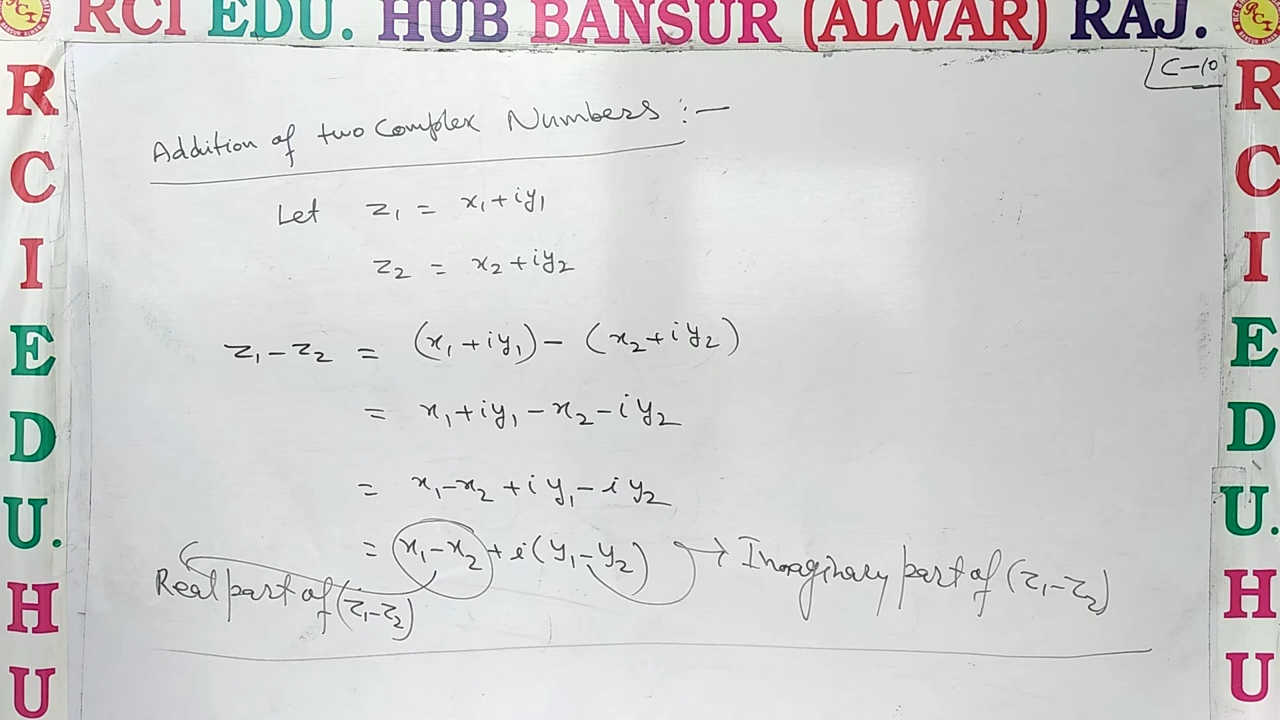 RCI EDU. HUB BANSUR (ALWAR) RAJ.
R
C
I
E
D
U.
H
U
C-10
Addition of two Complex Numbers :-
Let z₁ = x₁+iy₁
z₂ = x₂+iy₂
z₁-z₂ = (x₁+iy₁)-(x₂+iy₂)
= x₁+iy₁-x₂-iy₂
= x₁-x₂+iy₁-iy₂
= x₁-x₂+i(y₁-y₂) → Imaginary part of (z₁-z₂)
Real part of (z₁-z₂)
R
C
I
E
D
U.
H
U